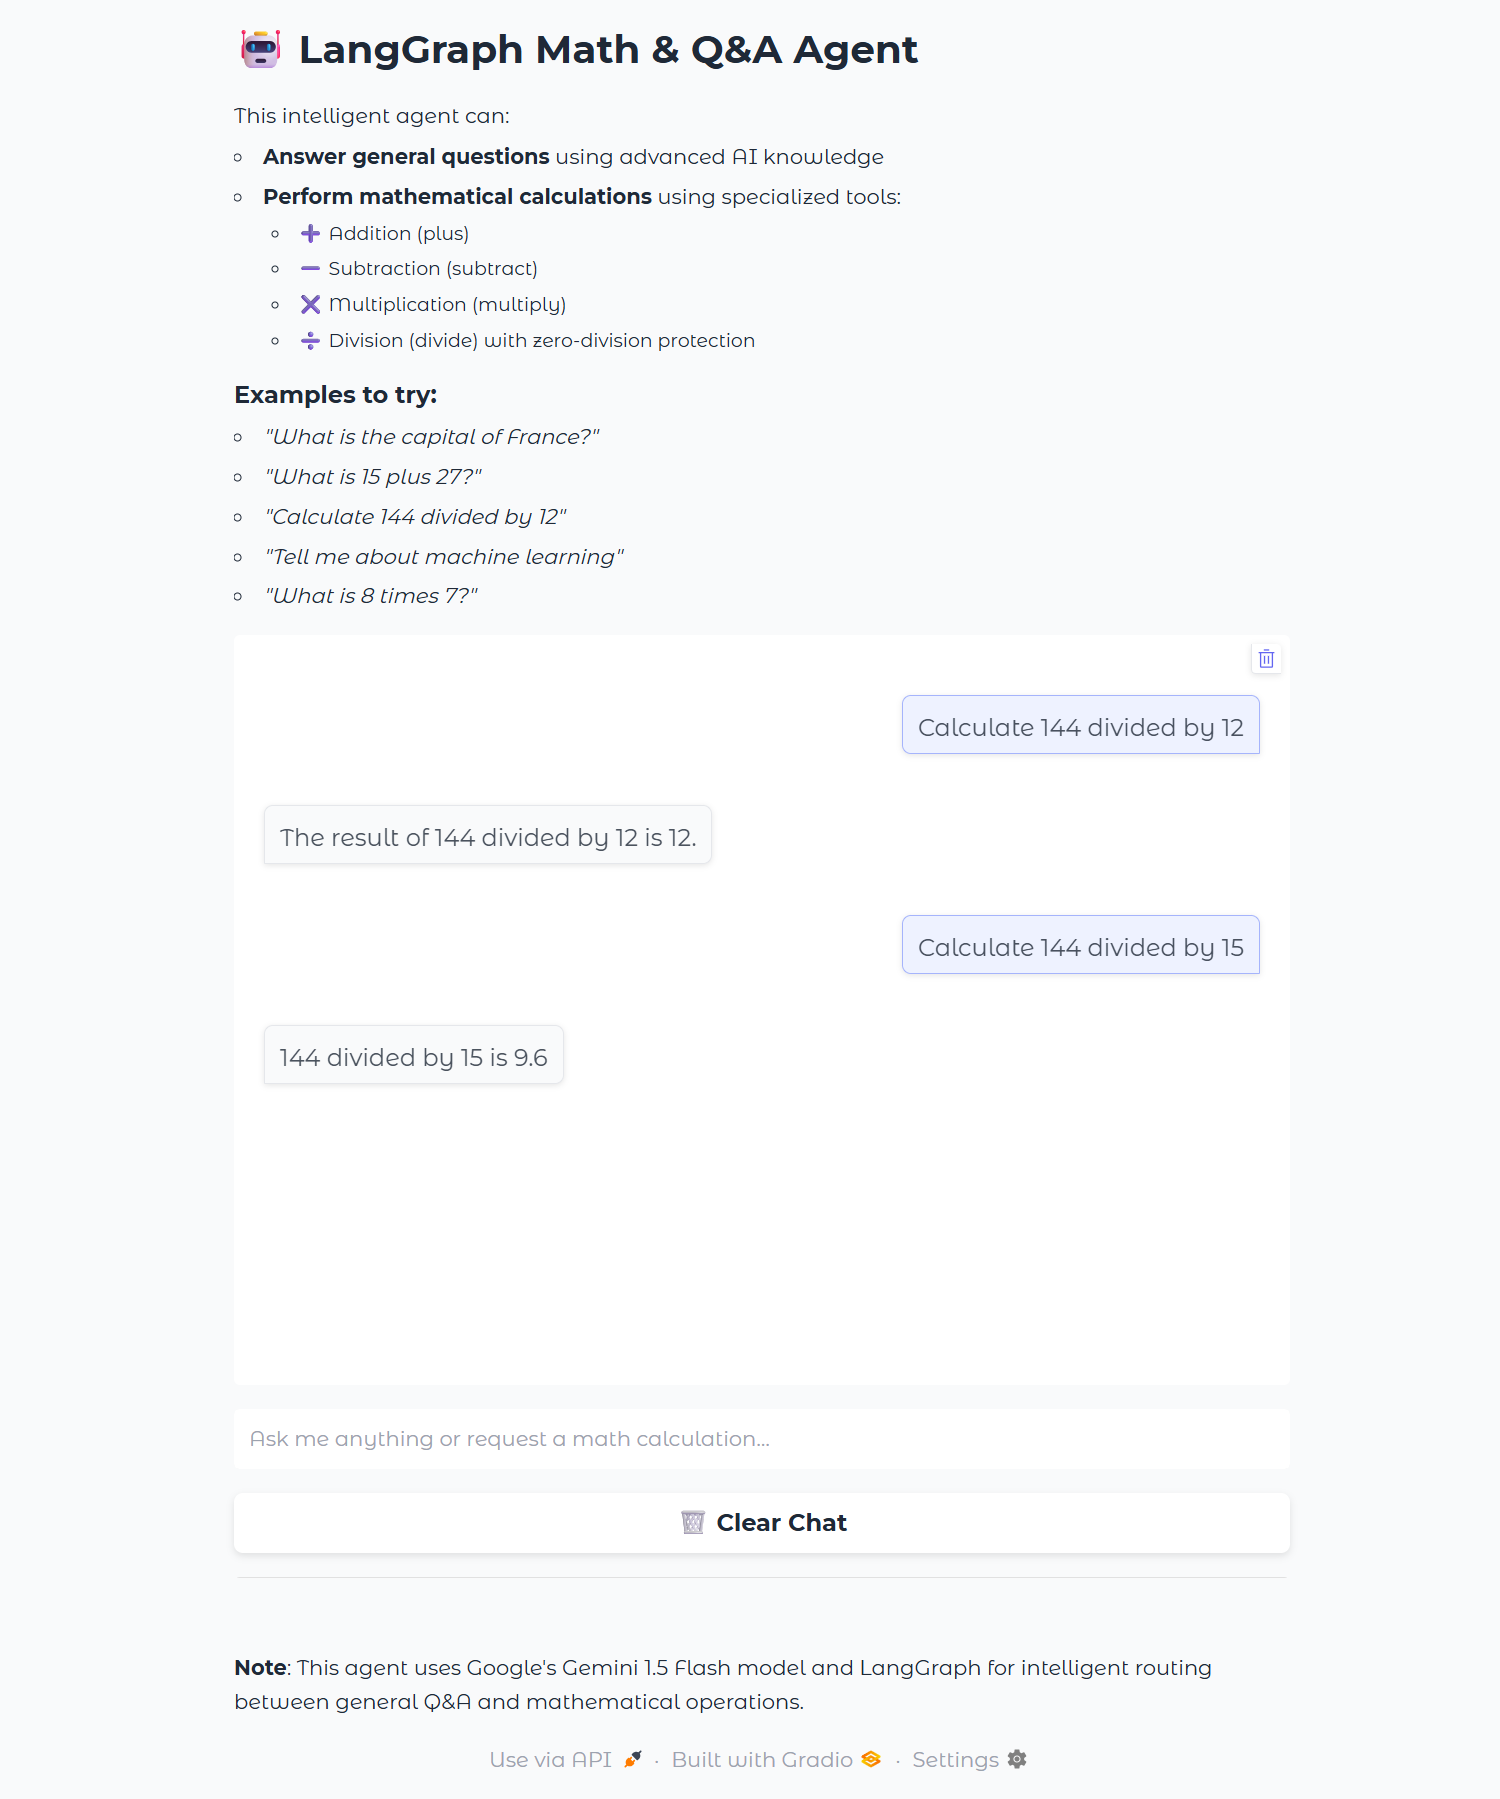 LangGraph Math & Q&A Agent
This intelligent agent can:
Answer general questions using advanced AI knowledge
Perform mathematical calculations using specialized tools:
Addition (plus)
Subtraction (subtract)
Multiplication (multiply)
Division (divide) with zero-division protection
Examples to try:
"What is the capital of France?"
"What is 15 plus 27?"
"Calculate 144 divided by 12"
"Tell me about machine learning"
"What is 8 times 7?"
Calculate 144 divided by 12
The result of 144 divided by 12 is 12.
Calculate 144 divided by 15
144 divided by 15 is 9.6
Ask me anything or request a math calculation...
Clear Chat
Note: This agent uses Google's Gemini 1.5 Flash model and LangGraph for intelligent routing
between general Q&A and mathematical operations.
Use via API · Built with Gradio · Settings